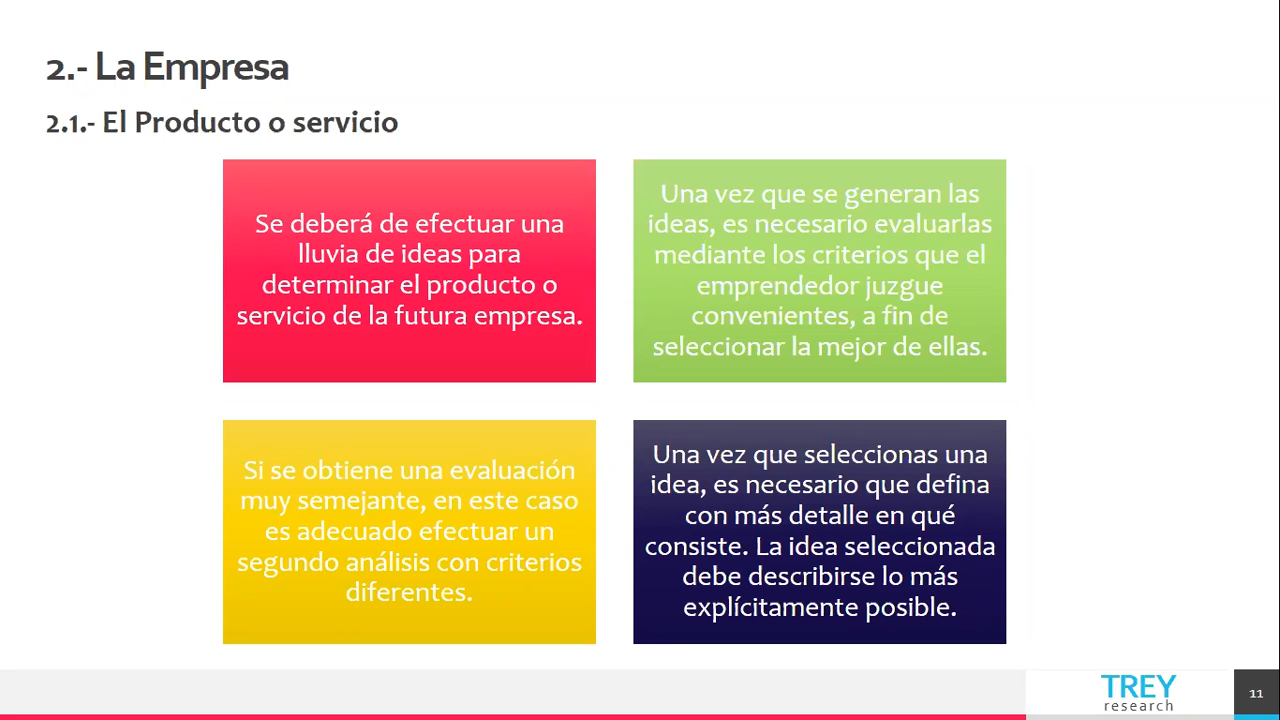 2.- La Empresa
2.1.- El Producto o servicio
Se deberá de efectuar una
lluvia de ideas para
determinar el producto o
servicio de la futura empresa.
Una vez que se generan las
ideas, es necesario evaluarlas
mediante los criterios que el
emprendedor juzgue
convenientes, a fin de
seleccionar la mejor de ellas.
Si se obtiene una evaluación
muy semejante, en este caso
es adecuado efectuar un
segundo análisis con criterios
diferentes.
Una vez que seleccionas una
idea, es necesario que defina
con más detalle en qué
consiste. La idea seleccionada
debe describirse lo más
explícitamente posible.
TREY
research
11